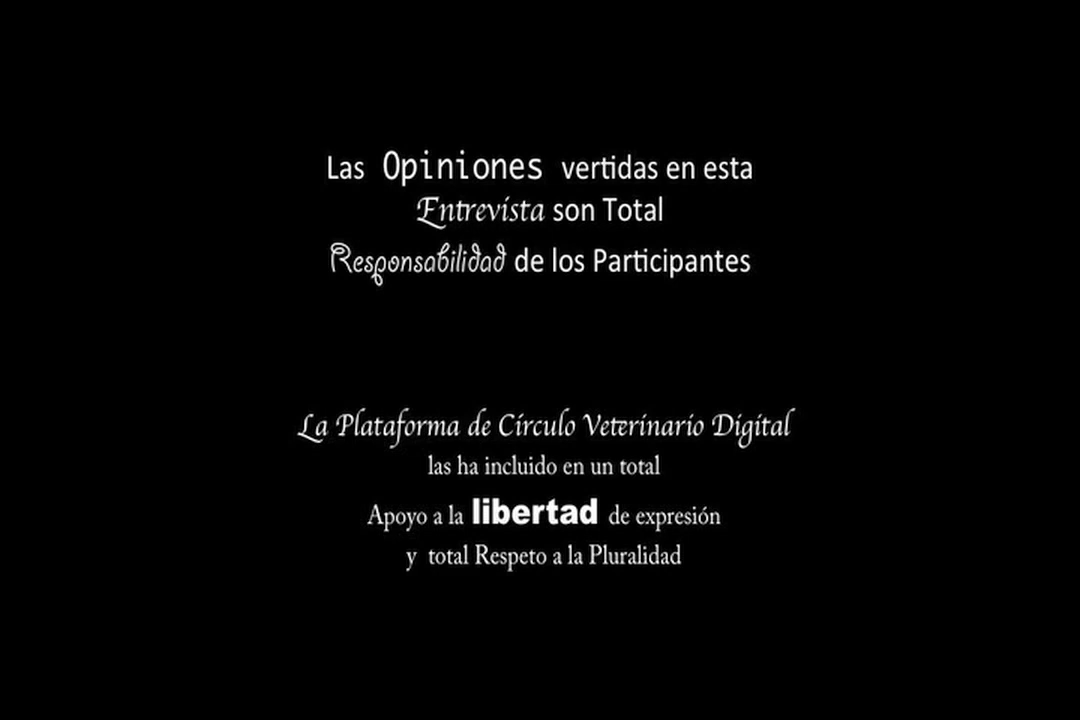 Las Opiniones vertidas en esta
Entrevista son Total
Responsabilidad de los Participantes
La Plataforma de Círculo Veterinario Digital
las ha incluido en un total
Apoyo a la libertad de expresión
y total Respeto a la Pluralidad